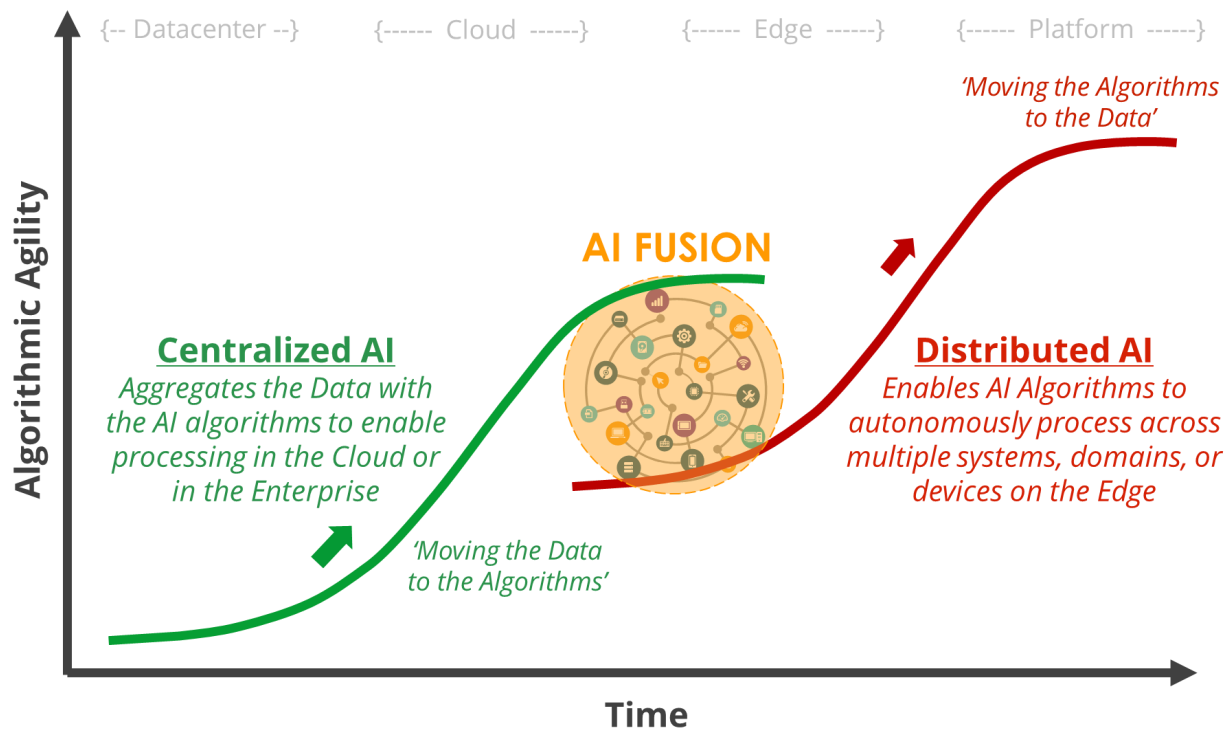 {-- Datacenter --}
{------ Cloud ------}
{------ Edge ------}
{------ Platform ------}
‘Moving the Algorithms
to the Data’
Algorithmic Agility
AI FUSION
Centralized AI
Aggregates the Data with
the AI algorithms to enable
processing in the Cloud or
in the Enterprise
Distributed AI
Enables AI Algorithms to
autonomously process across
multiple systems, domains, or
devices on the Edge
‘Moving the Data
to the Algorithms’
Time